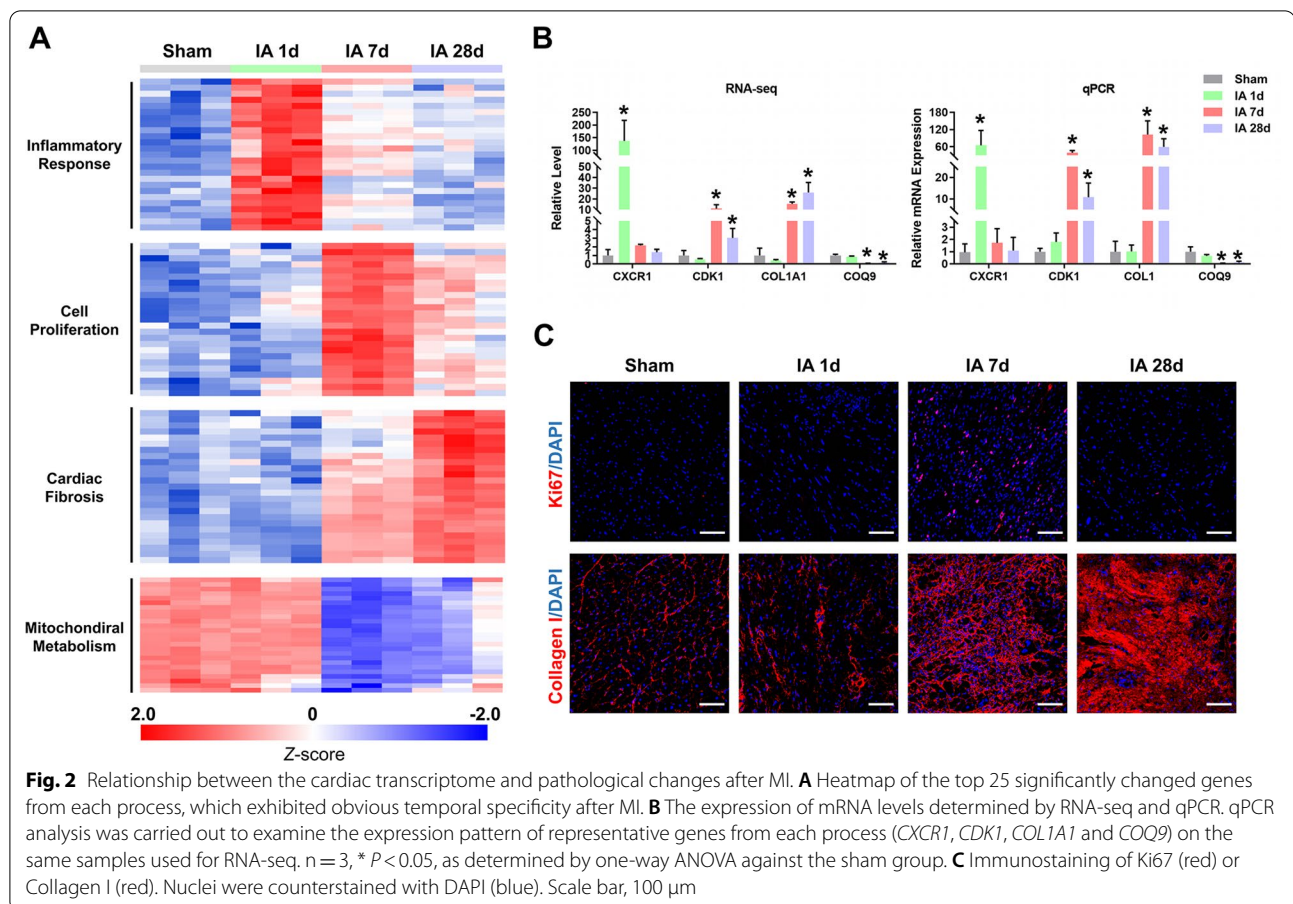 A
Sham IA 1d IA 7d IA 28d
Inflammatory
Response
Cell
Proliferation
Cardiac
Fibrosis
Mitochondiral
Metabolism
2.0 0 -2.0
Z-score
B
RNA-seq
Relative Level
250
200
150
100
50
40
30
20
10
5
4
3
2
1
0
* * * * * * *
CXCR1 CDK1 COL1A1 COQ9
qPCR
Relative mRNA Expression
180
120
60
20
10
3
2
1
0
* * * * * * *
CXCR1 CDK1 COL1 COQ9
Sham
IA 1d
IA 7d
IA 28d
C
Sham IA 1d IA 7d IA 28d
Ki67/DAPI
Collagen I/DAPI
Fig. 2 Relationship between the cardiac transcriptome and pathological changes after MI. A Heatmap of the top 25 significantly changed genes
from each process, which exhibited obvious temporal specificity after MI. B The expression of mRNA levels determined by RNA-seq and qPCR. qPCR
analysis was carried out to examine the expression pattern of representative genes from each process (CXCR1, CDK1, COL1A1 and COQ9) on the
same samples used for RNA-seq. n = 3, * P < 0.05, as determined by one-way ANOVA against the sham group. C Immunostaining of Ki67 (red) or
Collagen I (red). Nuclei were counterstained with DAPI (blue). Scale bar, 100 μm